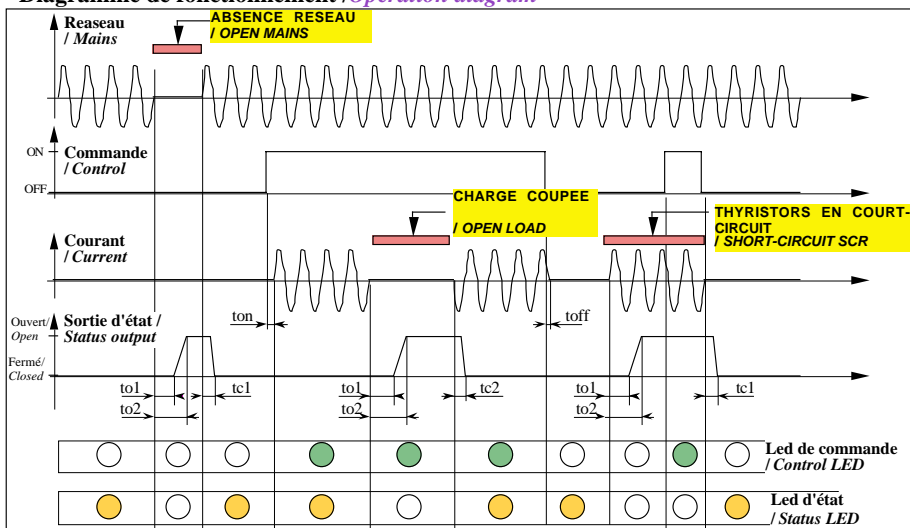 Diagramme de fonctionnement /Operation diagram
Reaseau
/ Mains
ABSENCE RESEAU
/ OPEN MAINS
ON
OFF
Commande
/ Control
CHARGE COUPEE
/ OPEN LOAD
THYRISTORS EN COURT-
CIRCUIT
/ SHORT-CIRCUIT SCR
Courant
/ Current
ton
toff
Ouvert/
Open
Sortie d'état /
Status output
Fermé/
Closed
to1
tc1
to2
to1
tc2
to2
to1
tc1
to2
Led de commande
/ Control LED
Led d'état
/ Status LED